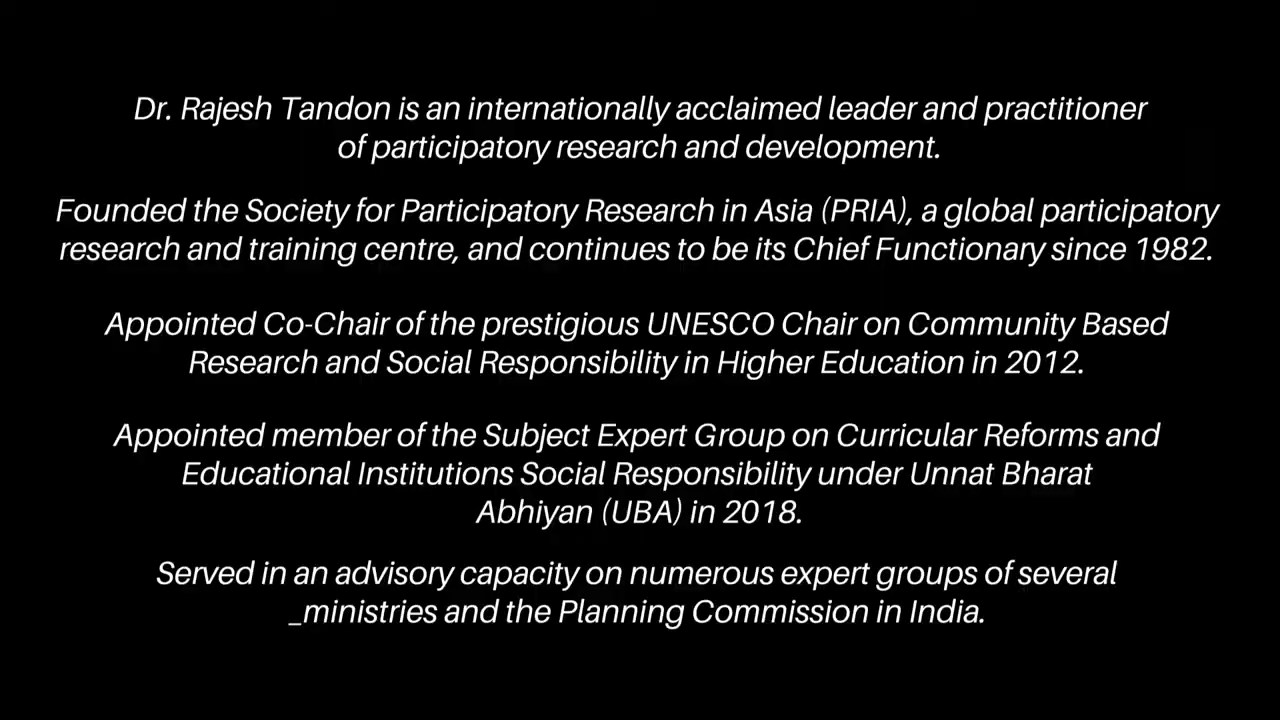 Dr. Rajesh Tandon is an internationally acclaimed leader and practitioner
of participatory research and development.
Founded the Society for Participatory Research in Asia (PRIA), a global participatory
research and training centre, and continues to be its Chief Functionary since 1982.
Appointed Co-Chair of the prestigious UNESCO Chair on Community Based
Research and Social Responsibility in Higher Education in 2012.
Appointed member of the Subject Expert Group on Curricular Reforms and
Educational Institutions Social Responsibility under Unnat Bharat
Abhiyan (UBA) in 2018.
Served in an advisory capacity on numerous expert groups of several
_ministries and the Planning Commission in India.